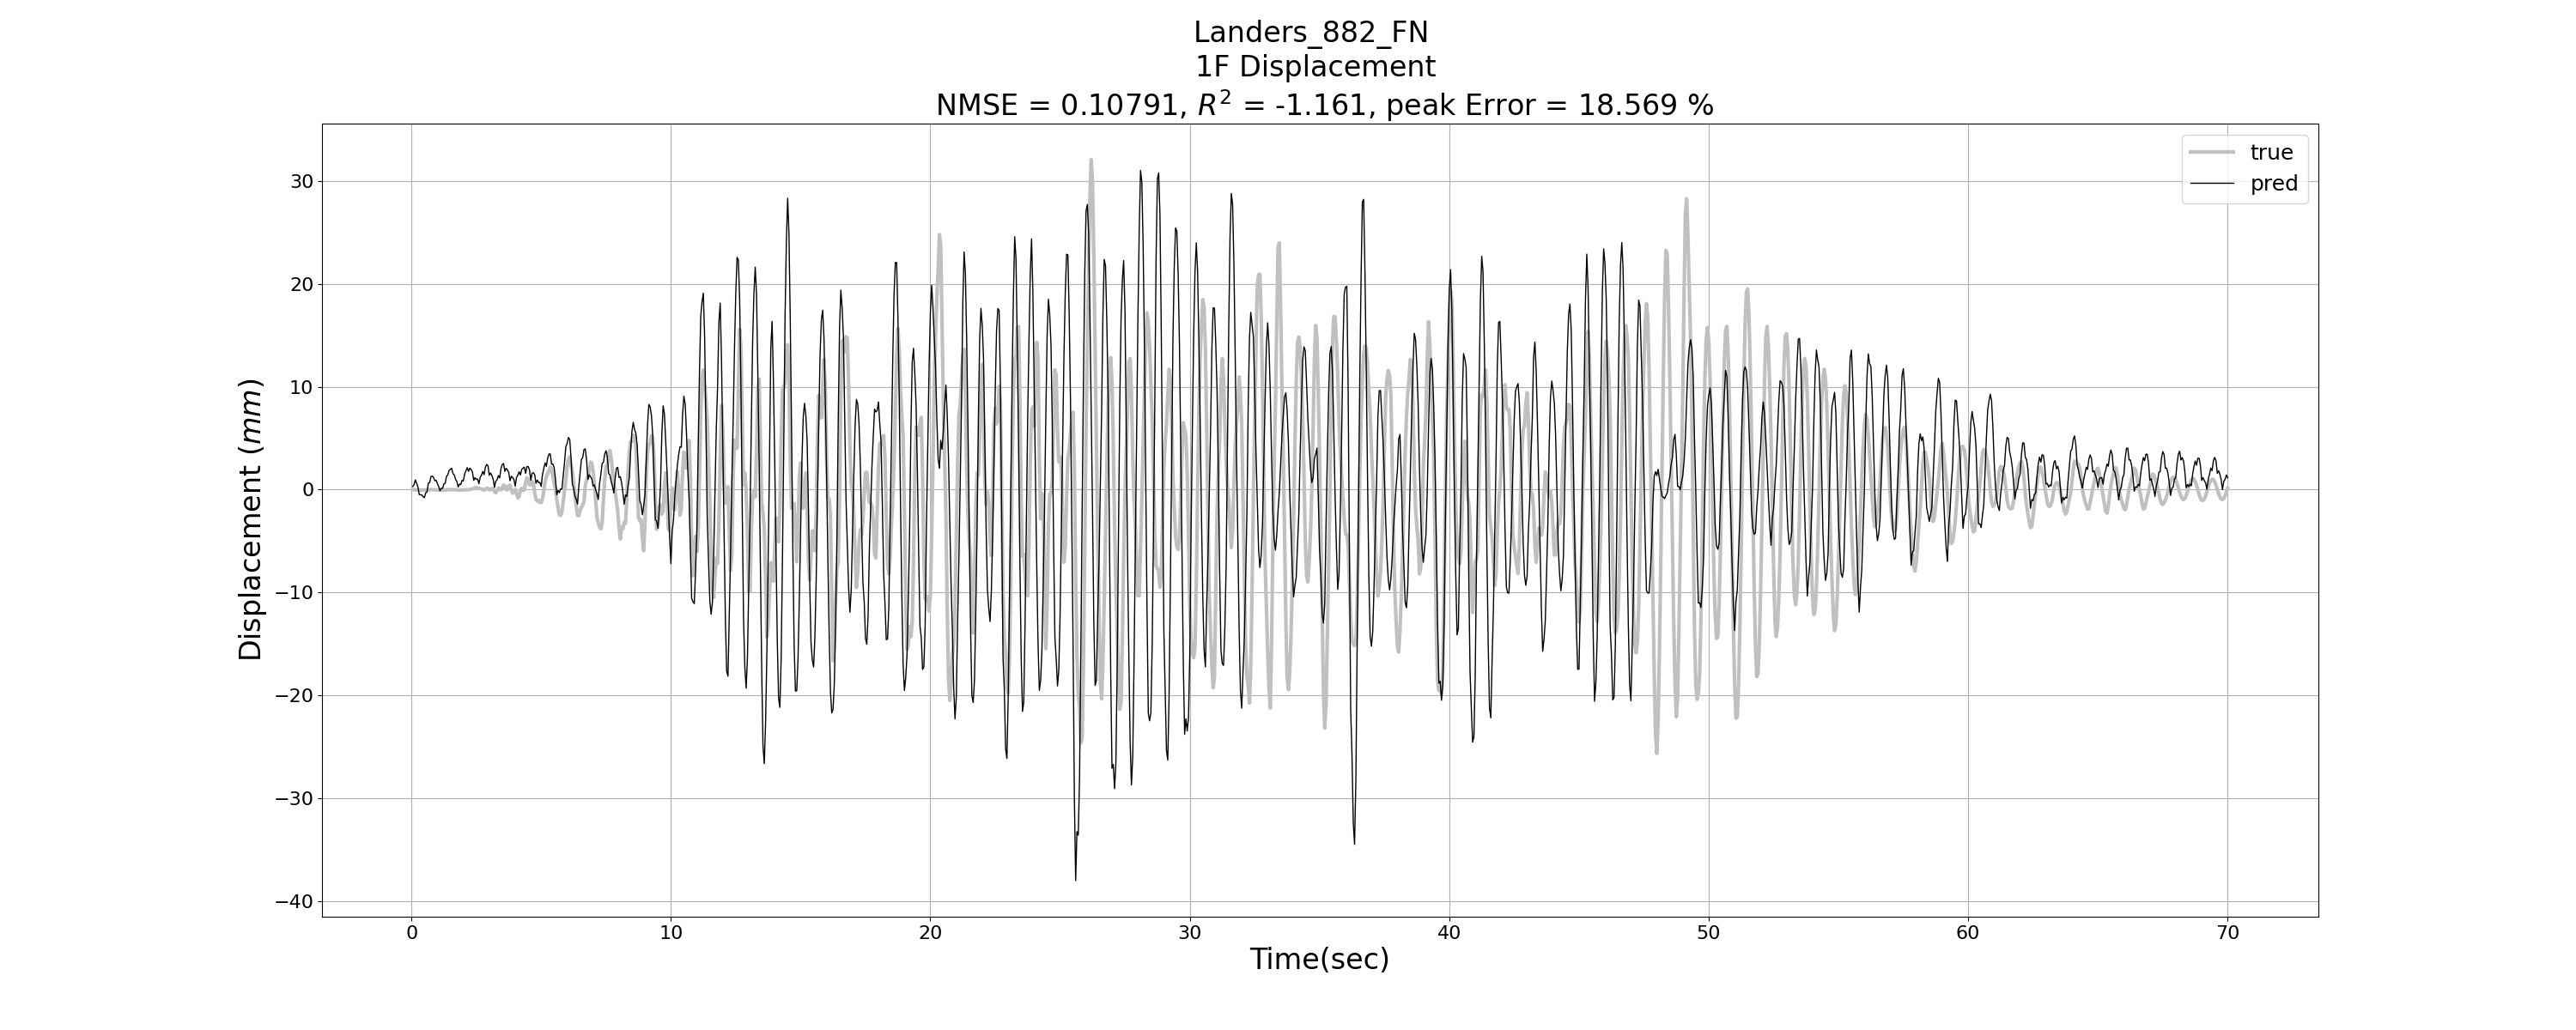 Landers_882_FN
1F Displacement
NMSE = 0.10791, R² = -1.161, peak Error = 18.569 %
true
pred
Displacement (mm)
30
20
10
0
−10
−20
−30
−40
0 10 20 30 40 50 60 70
Time(sec)